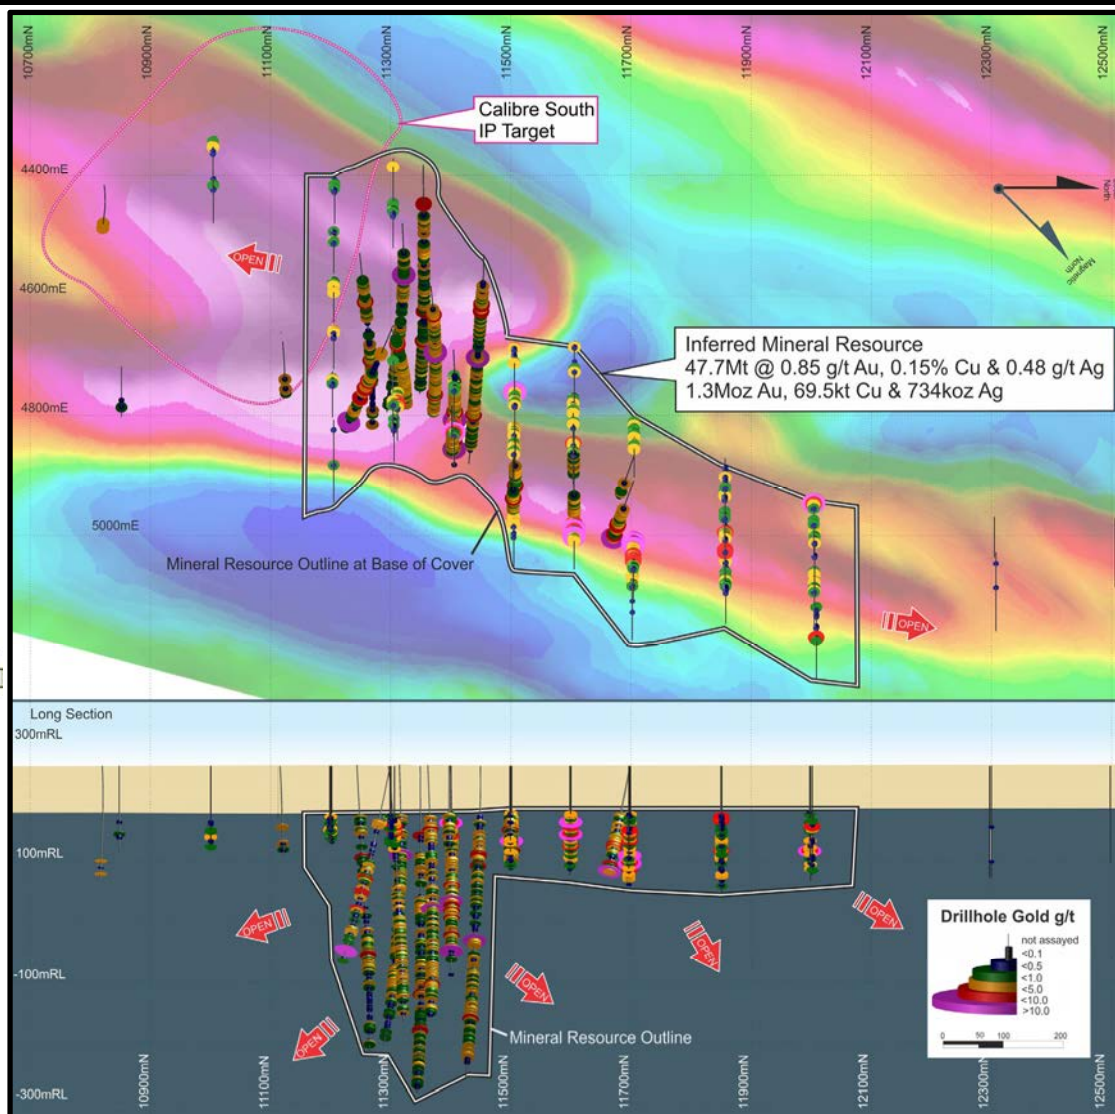 10700mN
10900mN
11100mN
11300mN
11500mN
11700mN
11900mN
12100mN
12300mN
12500mN
Calibre South
IP Target
4400mE
North
Magnetic
North
OPEN
4600mE
Inferred Mineral Resource
47.7Mt @ 0.85 g/t Au, 0.15% Cu & 0.48 g/t Ag
1.3Moz Au, 69.5kt Cu & 734koz Ag
4800mE
5000mE
Mineral Resource Outline at Base of Cover
OPEN
Long Section
300mRL
100mRL
OPEN
OPEN
OPEN
Drillhole Gold g/t
not assayed
<0.1
<0.5
<1.0
<5.0
<10.0
>10.0
0 50 100 200
-100mRL
OPEN
OPEN
Mineral Resource Outline
-300mRL
10900mN
11100mN
11300mN
11500mN
11700mN
11900mN
12100mN
12300mN
12500mN